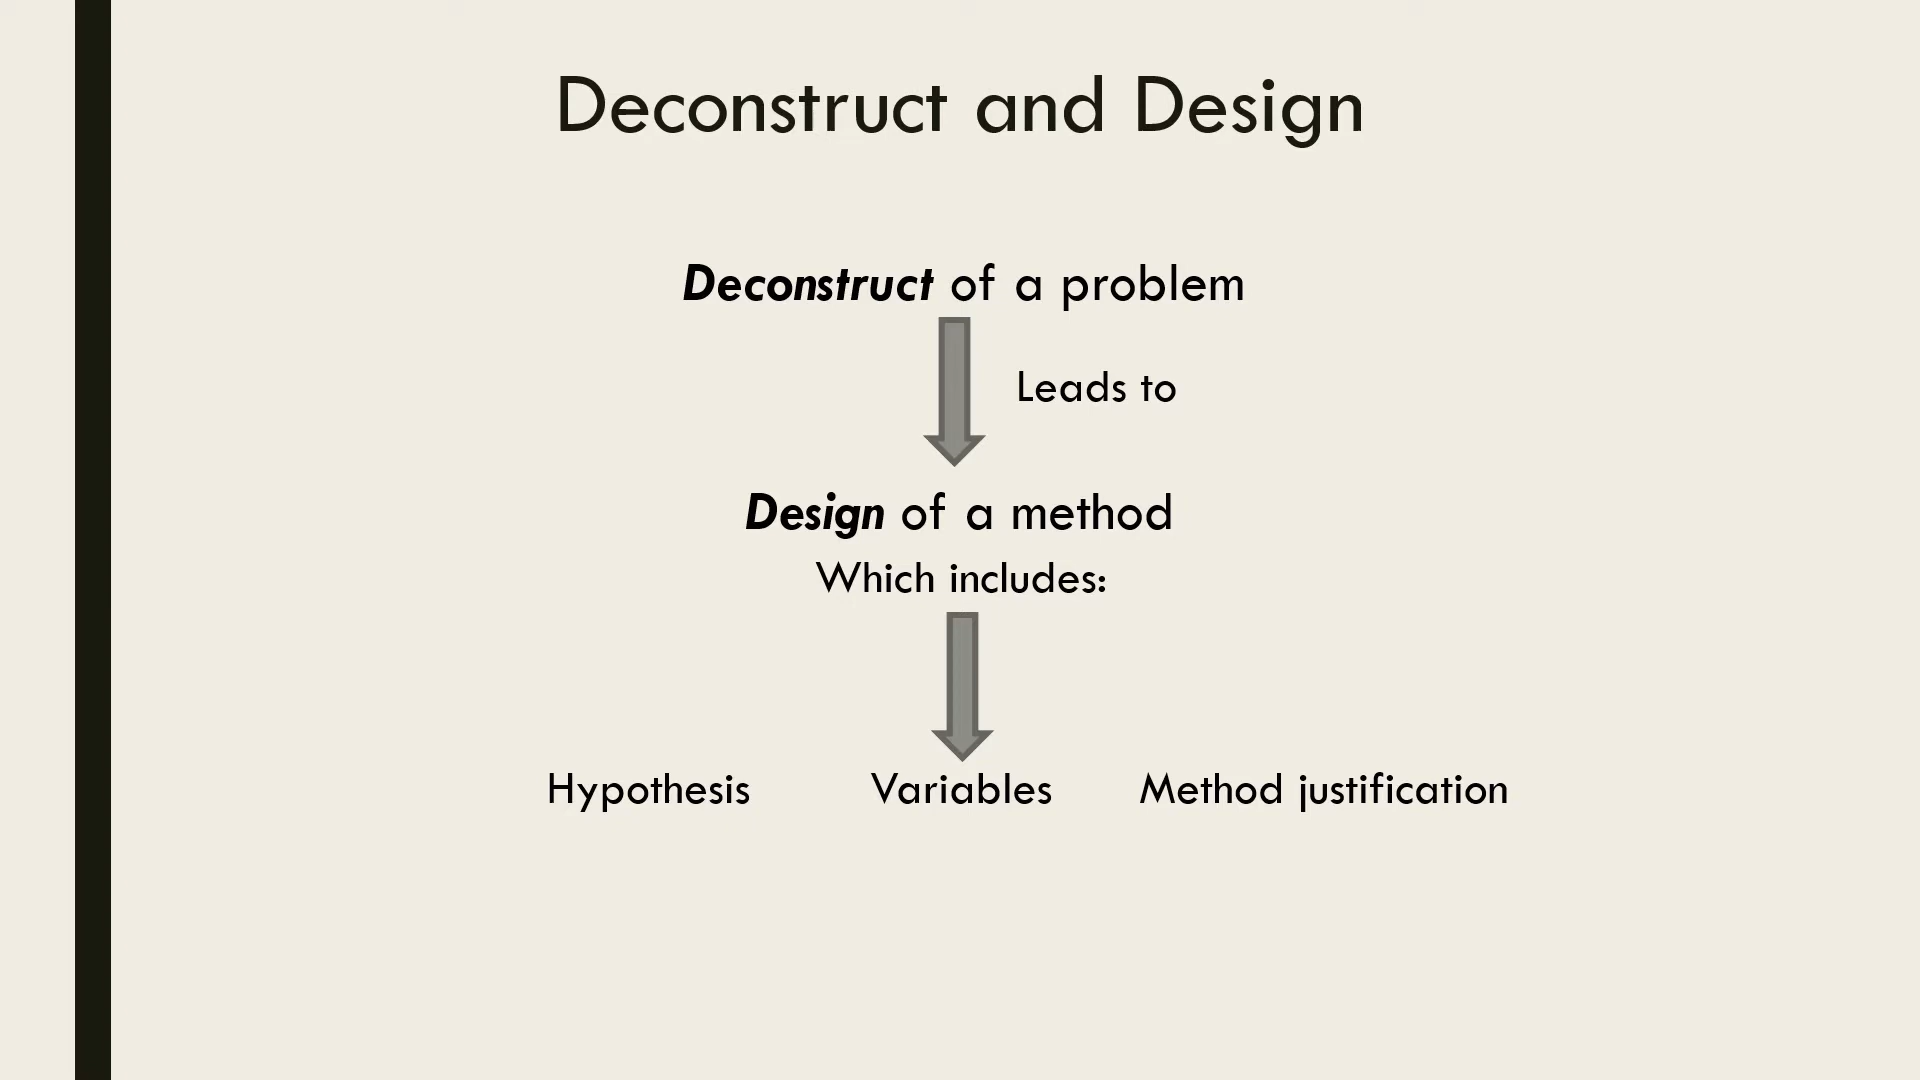 Deconstruct and Design
Deconstruct of a problem
Leads to
Design of a method
Which includes:
Hypothesis
Variables
Method justification